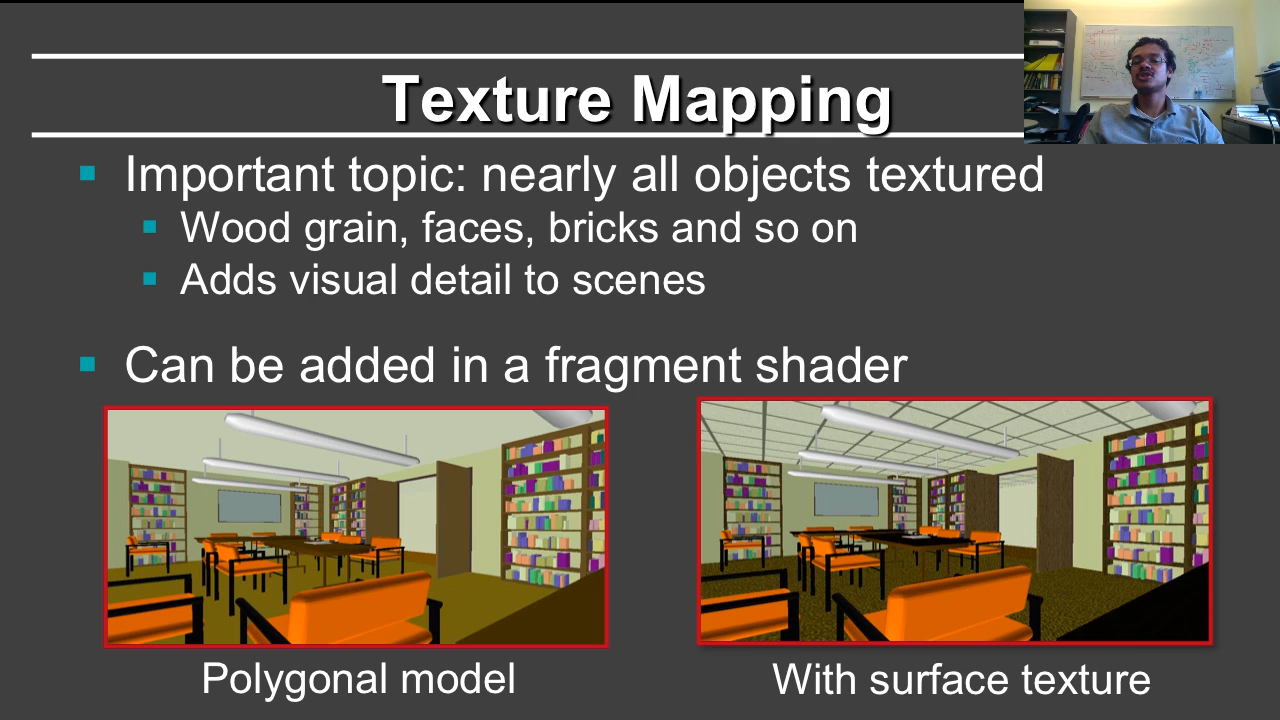 Texture Mapping
Important topic: nearly all objects textured
Wood grain, faces, bricks and so on
Adds visual detail to scenes
Can be added in a fragment shader
Polygonal model
With surface texture